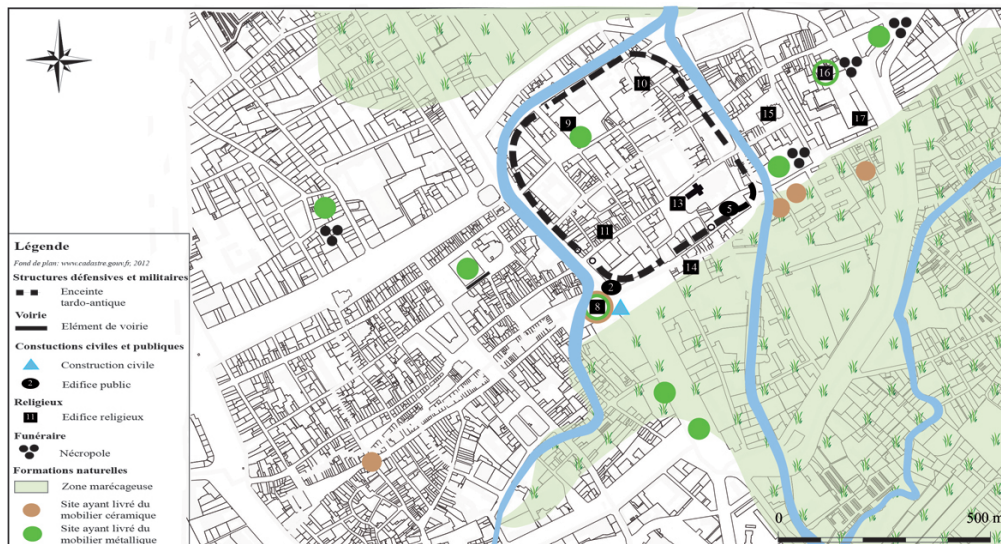 10
16
9
15
17
13
5
11
14
2
8
Légende
Fond de plan: www.cadastre.gouv.fr, 2012
Structures défensives et militaires
Enceinte
tardo-antique
Voirie
Elément de voirie
Constuctions civiles et publiques
Construction civile
2 Edifice public
Religieux
11 Edifice religieux
Funéraire
Nécropole
Formations naturelles
Zone marécageuse
Site ayant livré du
mobilier céramique
Site ayant livré du
mobilier métallique
0 500 m